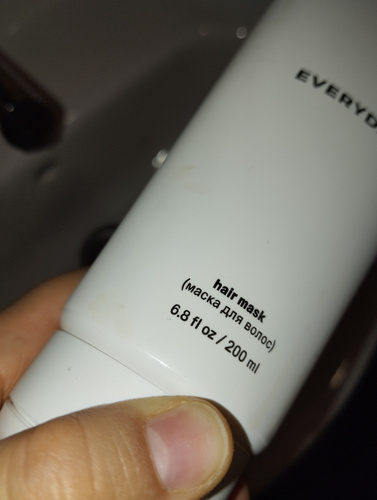 EVERYD
hair mask
(маска для волос)
6.8 fl oz / 200 ml